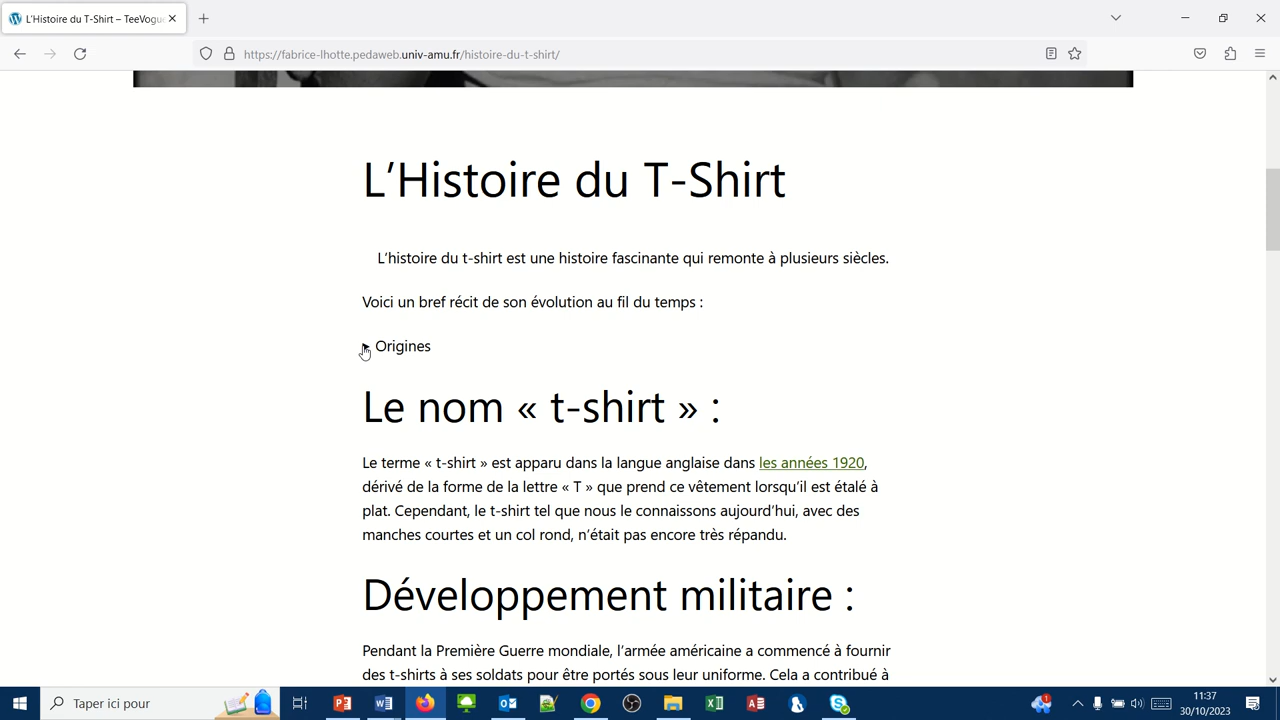 L'Histoire du T-Shirt – TeeVogue
https://fabrice-lhotte.pedaweb.univ-amu.fr/histoire-du-t-shirt/
L'Histoire du T-Shirt
L'histoire du t-shirt est une histoire fascinante qui remonte à plusieurs siècles.
Voici un bref récit de son évolution au fil du temps :
Origines
Le nom « t-shirt » :
Le terme « t-shirt » est apparu dans la langue anglaise dans les années 1920,
dérivé de la forme de la lettre « T » que prend ce vêtement lorsqu'il est étalé à
plat. Cependant, le t-shirt tel que nous le connaissons aujourd'hui, avec des
manches courtes et un col rond, n'était pas encore très répandu.
Développement militaire :
Pendant la Première Guerre mondiale, l'armée américaine a commencé à fournir
des t-shirts à ses soldats pour être portés sous leur uniforme. Cela a contribué à
Taper ici pour
11:37
30/10/2023